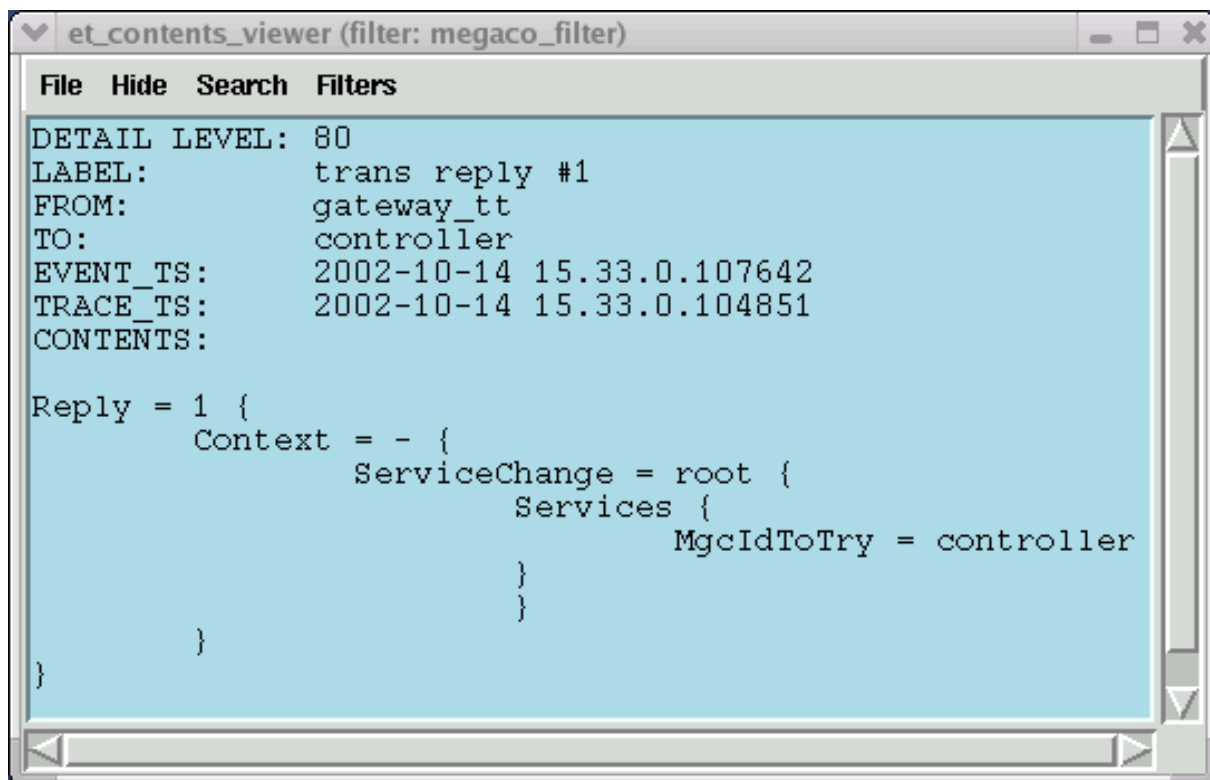 et_contents_viewer (filter: megaco_filter)
File Hide Search Filters
DETAIL LEVEL: 80
LABEL: trans reply #1
FROM: gateway_tt
TO: controller
EVENT_TS: 2002-10-14 15.33.0.107642
TRACE_TS: 2002-10-14 15.33.0.104851
CONTENTS:
Reply = 1 {
Context = - {
ServiceChange = root {
Services {
MgcIdToTry = controller
}
}
}
}